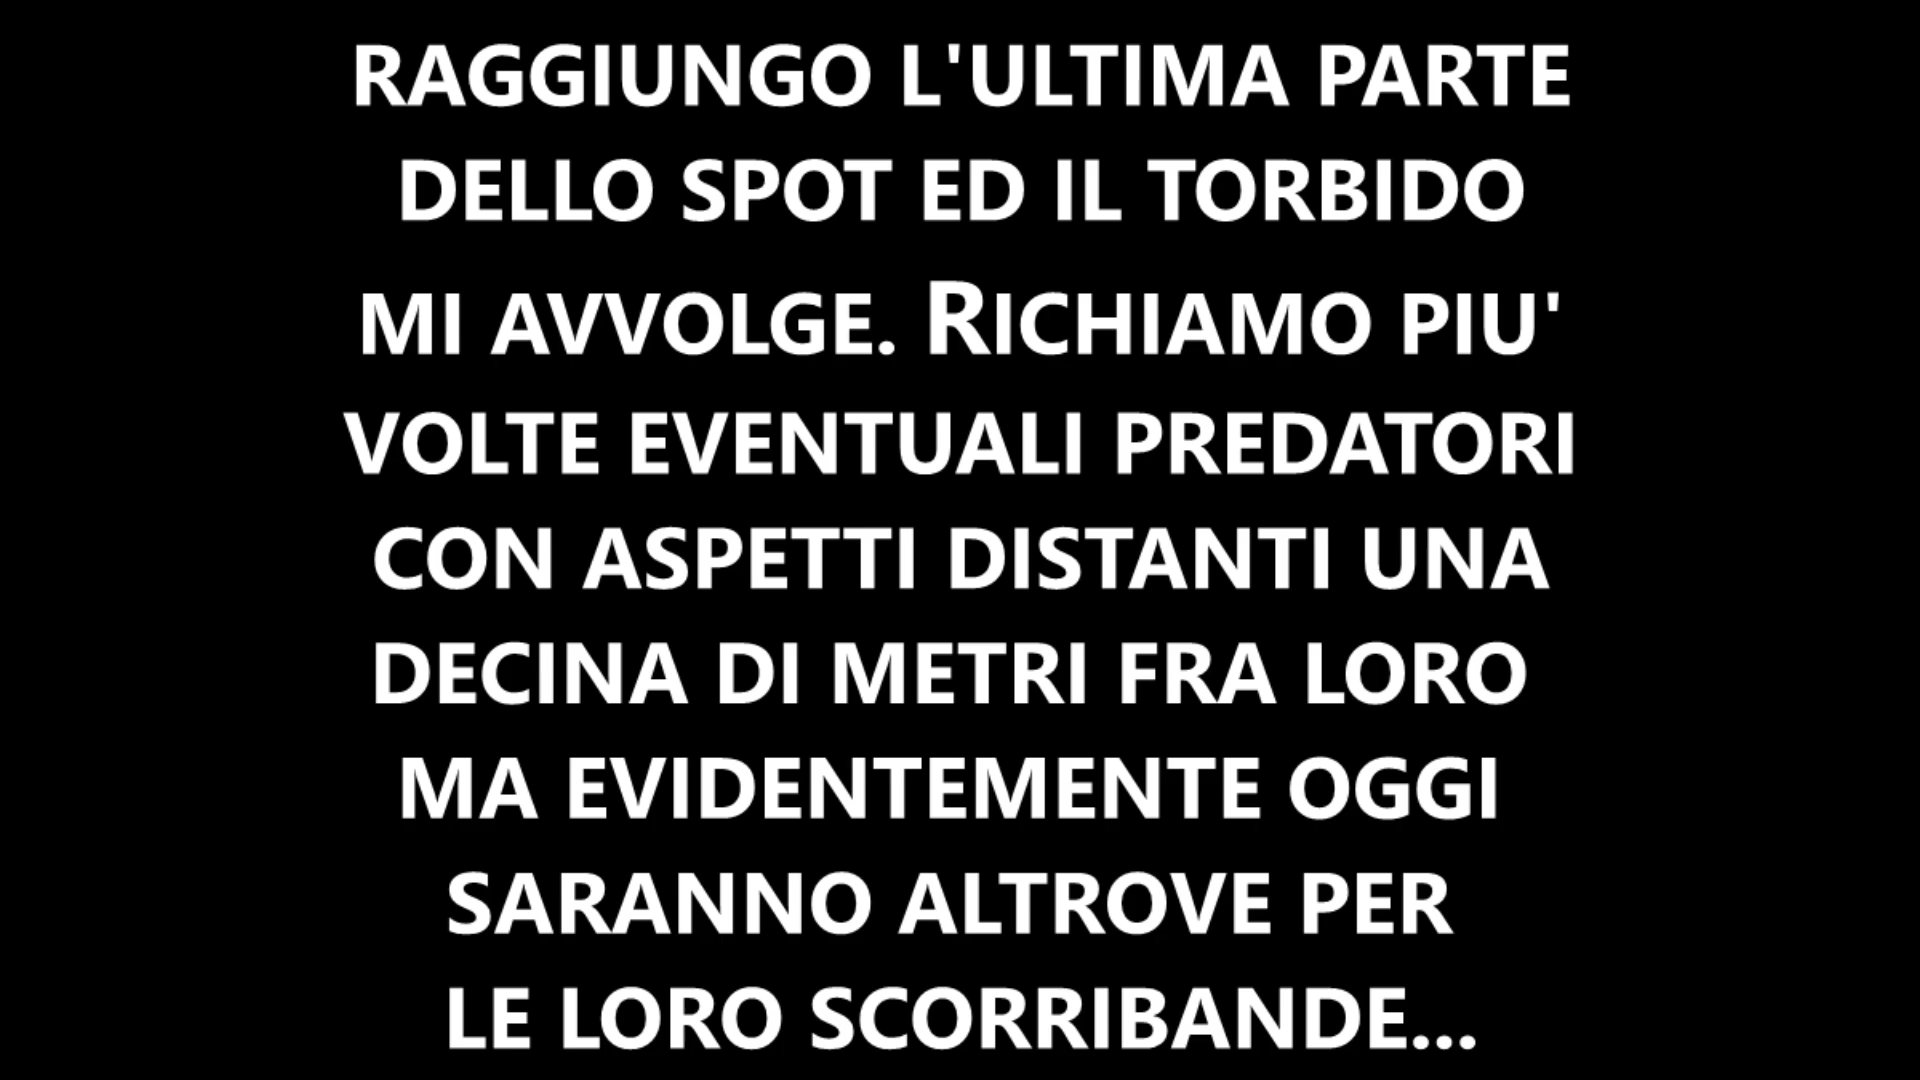 RAGGIUNGO L'ULTIMA PARTE
DELLO SPOT ED IL TORBIDO
MI AVVOLGE. RICHIAMO PIU'
VOLTE EVENTUALI PREDATORI
CON ASPETTI DISTANTI UNA
DECINA DI METRI FRA LORO
MA EVIDENTEMENTE OGGI
SARANNO ALTROVE PER
LE LORO SCORRIBANDE...